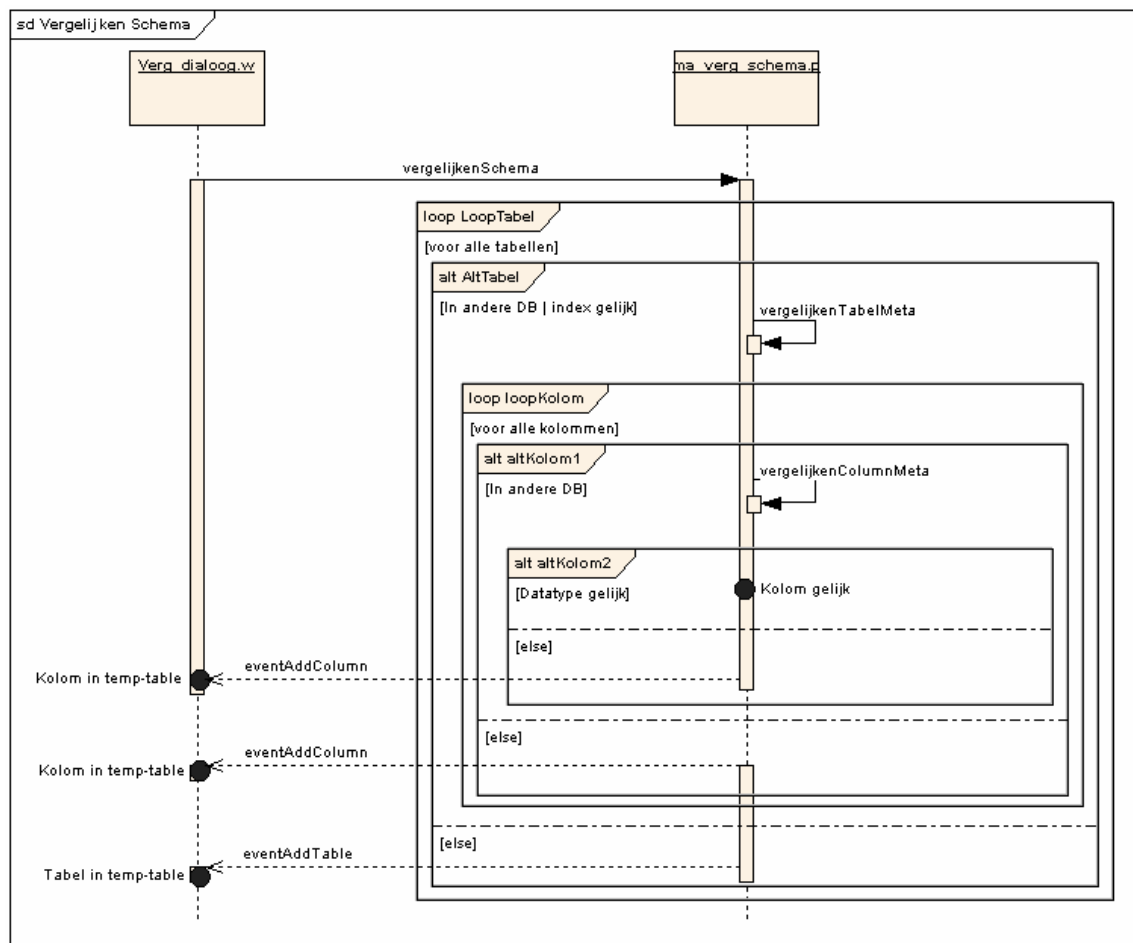 sd Vergelijken Schema
Verg_dialoog.w
ma_verg_schema.p
vergelijkenSchema
loop LoopTabel
[voor alle tabellen]
alt AltTabel
[In andere DB | index gelijk]
vergelijkenTabelMeta
loop loopKolom
[voor alle kolommen]
alt altKolom1
vergelijkenColumnMeta
[In andere DB]
alt altKolom2
[Datatype gelijk]
Kolom gelijk
[else]
eventAddColumn
Kolom in temp-table
[else]
eventAddColumn
Kolom in temp-table
[else]
eventAddTable
Tabel in temp-table